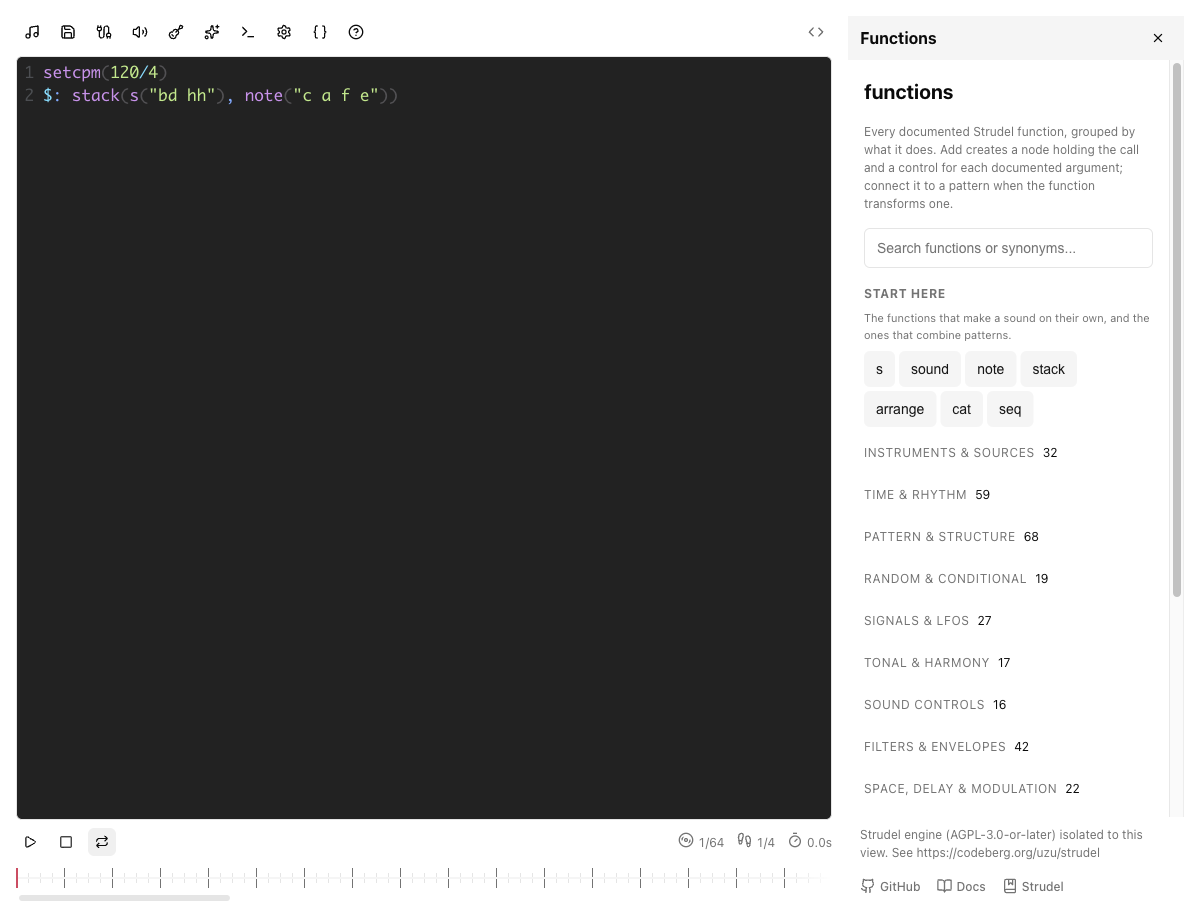 Functions
1 setcpm(120/4)
2 $: stack(s("bd hh"), note("c a f e"))
functions
Every documented Strudel function, grouped by
what it does. Add creates a node holding the call
and a control for each documented argument;
connect it to a pattern when the function
transforms one.
Search functions or synonyms...
START HERE
The functions that make a sound on their own, and the
ones that combine patterns.
s sound note stack
arrange cat seq
INSTRUMENTS & SOURCES 32
TIME & RHYTHM 59
PATTERN & STRUCTURE 68
RANDOM & CONDITIONAL 19
SIGNALS & LFOS 27
TONAL & HARMONY 17
SOUND CONTROLS 16
FILTERS & ENVELOPES 42
SPACE, DELAY & MODULATION 22
1/64 1/4 0.0s
Strudel engine (AGPL-3.0-or-later) isolated to this
view. See https://codeberg.org/uzu/strudel
GitHub Docs Strudel